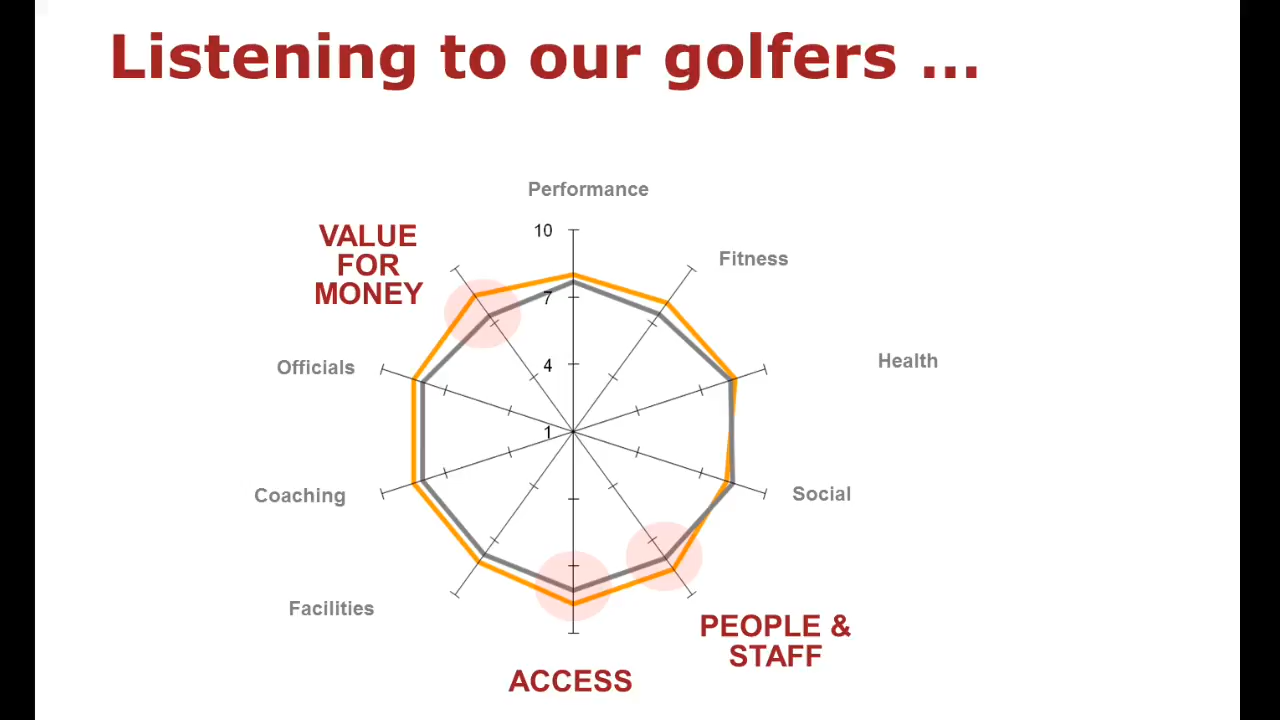 Listening to our golfers ...
Performance
VALUE
FOR
MONEY
10
Fitness
7
Officials
4
Health
1
Coaching
Social
Facilities
PEOPLE &
STAFF
ACCESS